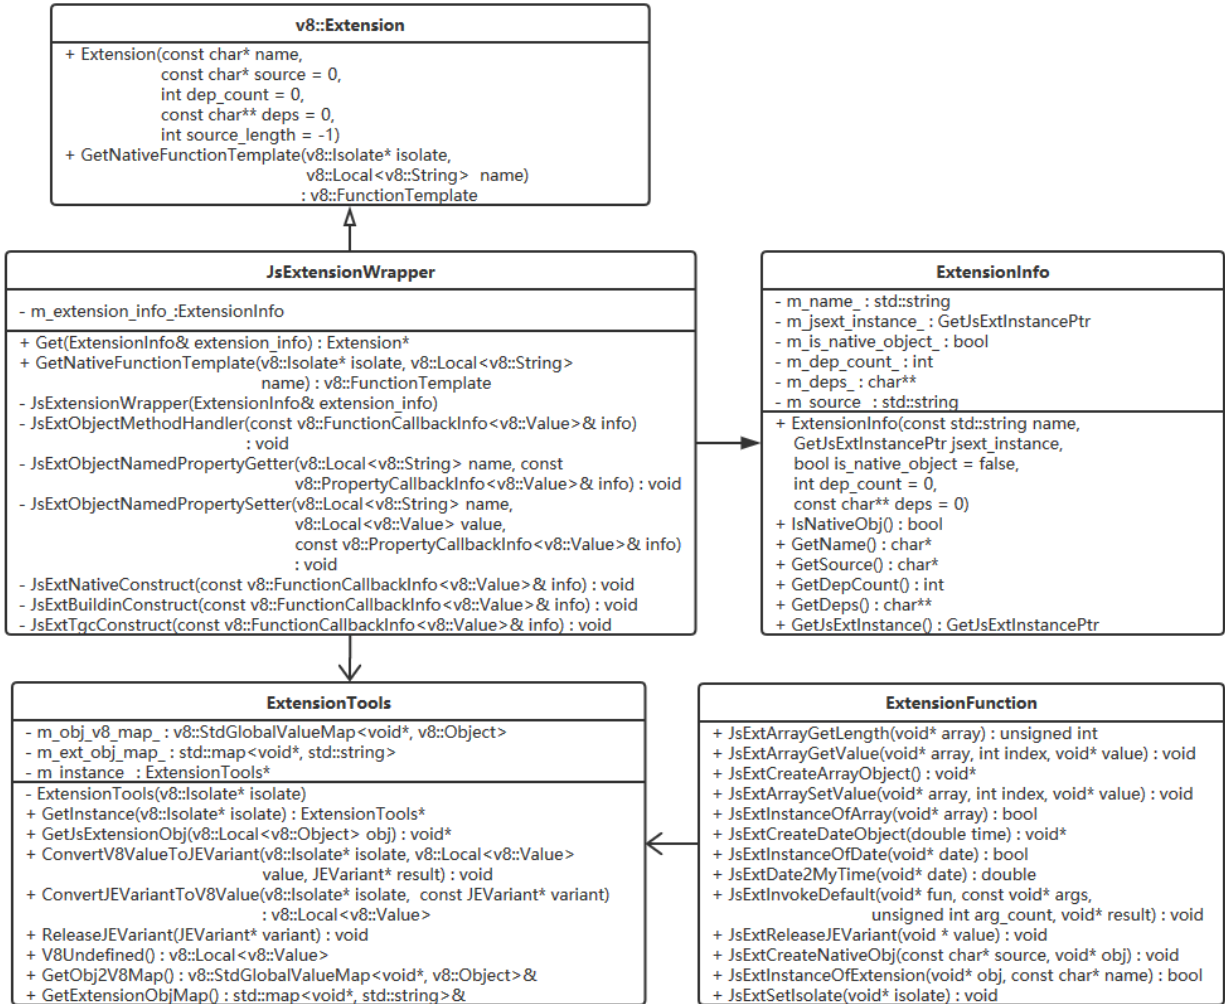 v8::Extension
+ Extension(const char* name,
const char* source = 0,
int dep_count = 0,
const char** deps = 0,
int source_length = -1)
+ GetNativeFunctionTemplate(v8::Isolate* isolate,
v8::Local<v8::String> name)
: v8::FunctionTemplate
JsExtensionWrapper
- m_extension_info_:ExtensionInfo
+ Get(ExtensionInfo& extension_info) : Extension*
+ GetNativeFunctionTemplate(v8::Isolate* isolate, v8::Local<v8::String>
name) : v8::FunctionTemplate
- JsExtensionWrapper(ExtensionInfo& extension_info)
- JsExtObjectMethodHandler(const v8::FunctionCallbackInfo<v8::Value>& info)
: void
- JsExtObjectNamedPropertyGetter(v8::Local<v8::String> name, const
v8::PropertyCallbackInfo<v8::Value>& info) : void
- JsExtObjectNamedPropertySetter(v8::Local<v8::String> name,
v8::Local<v8::Value> value,
const v8::PropertyCallbackInfo<v8::Value>& info)
: void
- JsExtNativeConstruct(const v8::FunctionCallbackInfo<v8::Value>& info) : void
- JsExtBuildinConstruct(const v8::FunctionCallbackInfo<v8::Value>& info) : void
- JsExtTgcConstruct(const v8::FunctionCallbackInfo<v8::Value>& info) : void
ExtensionInfo
- m_name_ : std::string
- m_jsext_instance_ : GetJsExtInstancePtr
- m_is_native_object_ : bool
- m_dep_count_ : int
- m_deps_ : char**
- m_source_ : std::string
+ ExtensionInfo(const std::string name,
GetJsExtInstancePtr jsext_instance,
bool is_native_object = false,
int dep_count = 0,
const char** deps = 0)
+ IsNativeObj() : bool
+ GetName() : char*
+ GetSource() : char*
+ GetDepCount() : int
+ GetDeps() : char**
+ GetJsExtInstance() : GetJsExtInstancePtr
ExtensionTools
- m_obj_v8_map_ : v8::StdGlobalValueMap<void*, v8::Object>
- m_ext_obj_map_ : std::map<void*, std::string>
- m_instance_ : ExtensionTools*
- ExtensionTools(v8::Isolate* isolate)
+ GetInstance(v8::Isolate* isolate) : ExtensionTools*
+ GetJsExtensionObj(v8::Local<v8::Object> obj) : void*
+ ConvertV8ValueToJEVariant(v8::Isolate* isolate, v8::Local<v8::Value>
value, JEVariant* result) : void
+ ConvertJEVariantToV8Value(v8::Isolate* isolate, const JEVariant* variant)
: v8::Local<v8::Value>
+ ReleaseJEVariant(JEVariant* variant) : void
+ V8Undefined() : v8::Local<v8::Value>
+ GetObj2V8Map() : v8::StdGlobalValueMap<void*, v8::Object>&
+ GetExtensionObjMap() : std::map<void*, std::string>&
ExtensionFunction
+ JsExtArrayGetLength(void* array) : unsigned int
+ JsExtArrayGetValue(void* array, int index, void* value) : void
+ JsExtCreateArrayObject() : void*
+ JsExtArraySetValue(void* array, int index, void* value) : void
+ JsExtInstanceOfArray(void* array) : bool
+ JsExtCreateDateObject(double time) : void*
+ JsExtInstanceOfDate(void* date) : bool
+ JsExtDate2MyTime(void* date) : double
+ JsExtInvokeDefault(void* fun, const void* args,
unsigned int arg_count, void* result) : void
+ JsExtReleaseJEVariant(void * value) : void
+ JsExtCreateNativeObj(const char* source, void* obj) : void
+ JsExtInstanceOfExtension(void* obj, const char* name) : bool
+ JsExtSetIsolate(void* isolate) : void